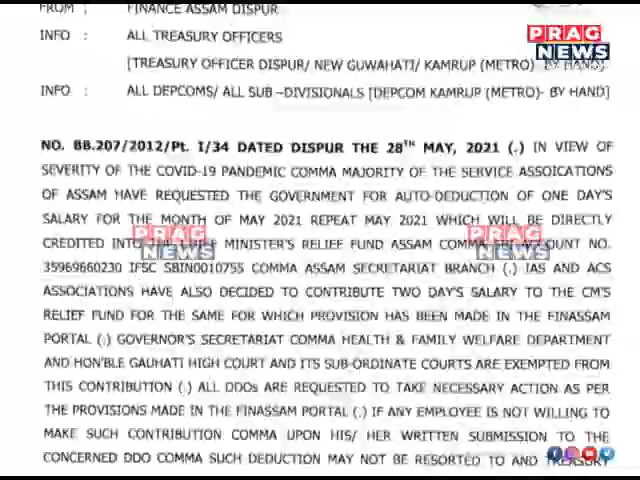 FROM : FINANCE ASSAM DISPUR
PRAG
NEWS
INFO : ALL TREASURY OFFICERS
[TREASURY OFFICER DISPUR/ NEW GUWAHATI/ KAMRUP (METRO)- BY HAND]
INFO : ALL DEPCOMS/ ALL SUB –DIVISIONALS [DEPCOM KAMRUP (METRO)- BY HAND]
NO. BB.207/2012/Pt. I/34 DATED DISPUR THE 28TH MAY, 2021 (.) IN VIEW OF
SEVERITY OF THE COVID-19 PANDEMIC COMMA MAJORITY OF THE SERVICE ASSOICATIONS
OF ASSAM HAVE REQUESTED THE GOVERNMENT FOR AUTO-DEDUCTION OF ONE DAY'S
SALARY FOR THE MONTH OF MAY 2021 REPEAT MAY 2021 WHICH WILL BE DIRECTLY
PRAG NEWS
PRAG NEWS
CREDITED INTO MINISTER'S RELIEF FUND ASSAM COMMA ACCOUNT NO.
35969660230 IFSC SBIN0010755 COMMA ASSAM SECRETARIAT BRANCH (.) IAS AND ACS
ASSOCIATIONS HAVE ALSO DECIDED TO CONTRIBUTE TWO DAY'S SALARY TO THE CM'S
RELIEF FUND FOR THE SAME FOR WHICH PROVISION HAS BEEN MADE IN THE FINASSAM
PORTAL (.) GOVERNOR'S SECRETARIAT COMMA HEALTH & FAMILY WELFARE DEPARTMENT
AND HON'BLE GAUHATI HIGH COURT AND ITS SUB-ORDINATE COURTS ARE EXEMPTED FROM
THIS CONTRIBUTION (.) ALL DDOs ARE REQUESTED TO TAKE NECESSARY ACTION AS PER
THE PROVISIONS MADE IN THE FINASSAM PORTAL (.) IF ANY EMPLOYEE IS NOT WILLING TO
MAKE SUCH CONTRIBUTION COMMA UPON HIS/ HER WRITTEN SUBMISSION TO THE
CONCERNED DDO COMMA SUCH DEDUCTION MAY NOT BE RESORTED TO AND TREASURY